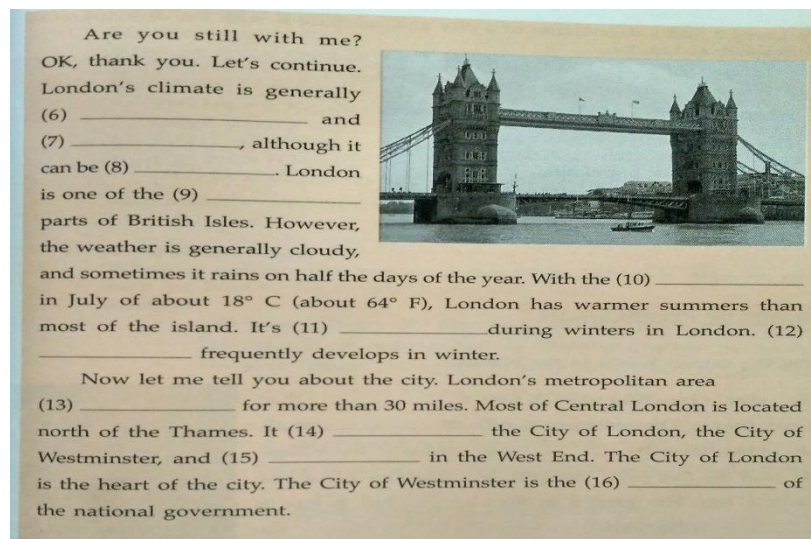 Are you still with me?
OK, thank you. Let's continue.
London's climate is generally
(6) ____________ and
(7) ____________, although it
can be (8) ____________. London
is one of the (9) ____________
parts of British Isles. However,
the weather is generally cloudy,
and sometimes it rains on half the days of the year. With the (10) ____________
in July of about 18° C (about 64° F), London has warmer summers than
most of the island. It's (11) ____________during winters in London. (12)
____________ frequently develops in winter.
Now let me tell you about the city. London's metropolitan area
(13) ____________ for more than 30 miles. Most of Central London is located
north of the Thames. It (14) ____________ the City of London, the City of
Westminster, and (15) ____________ in the West End. The City of London
is the heart of the city. The City of Westminster is the (16) ____________ of
the national government.